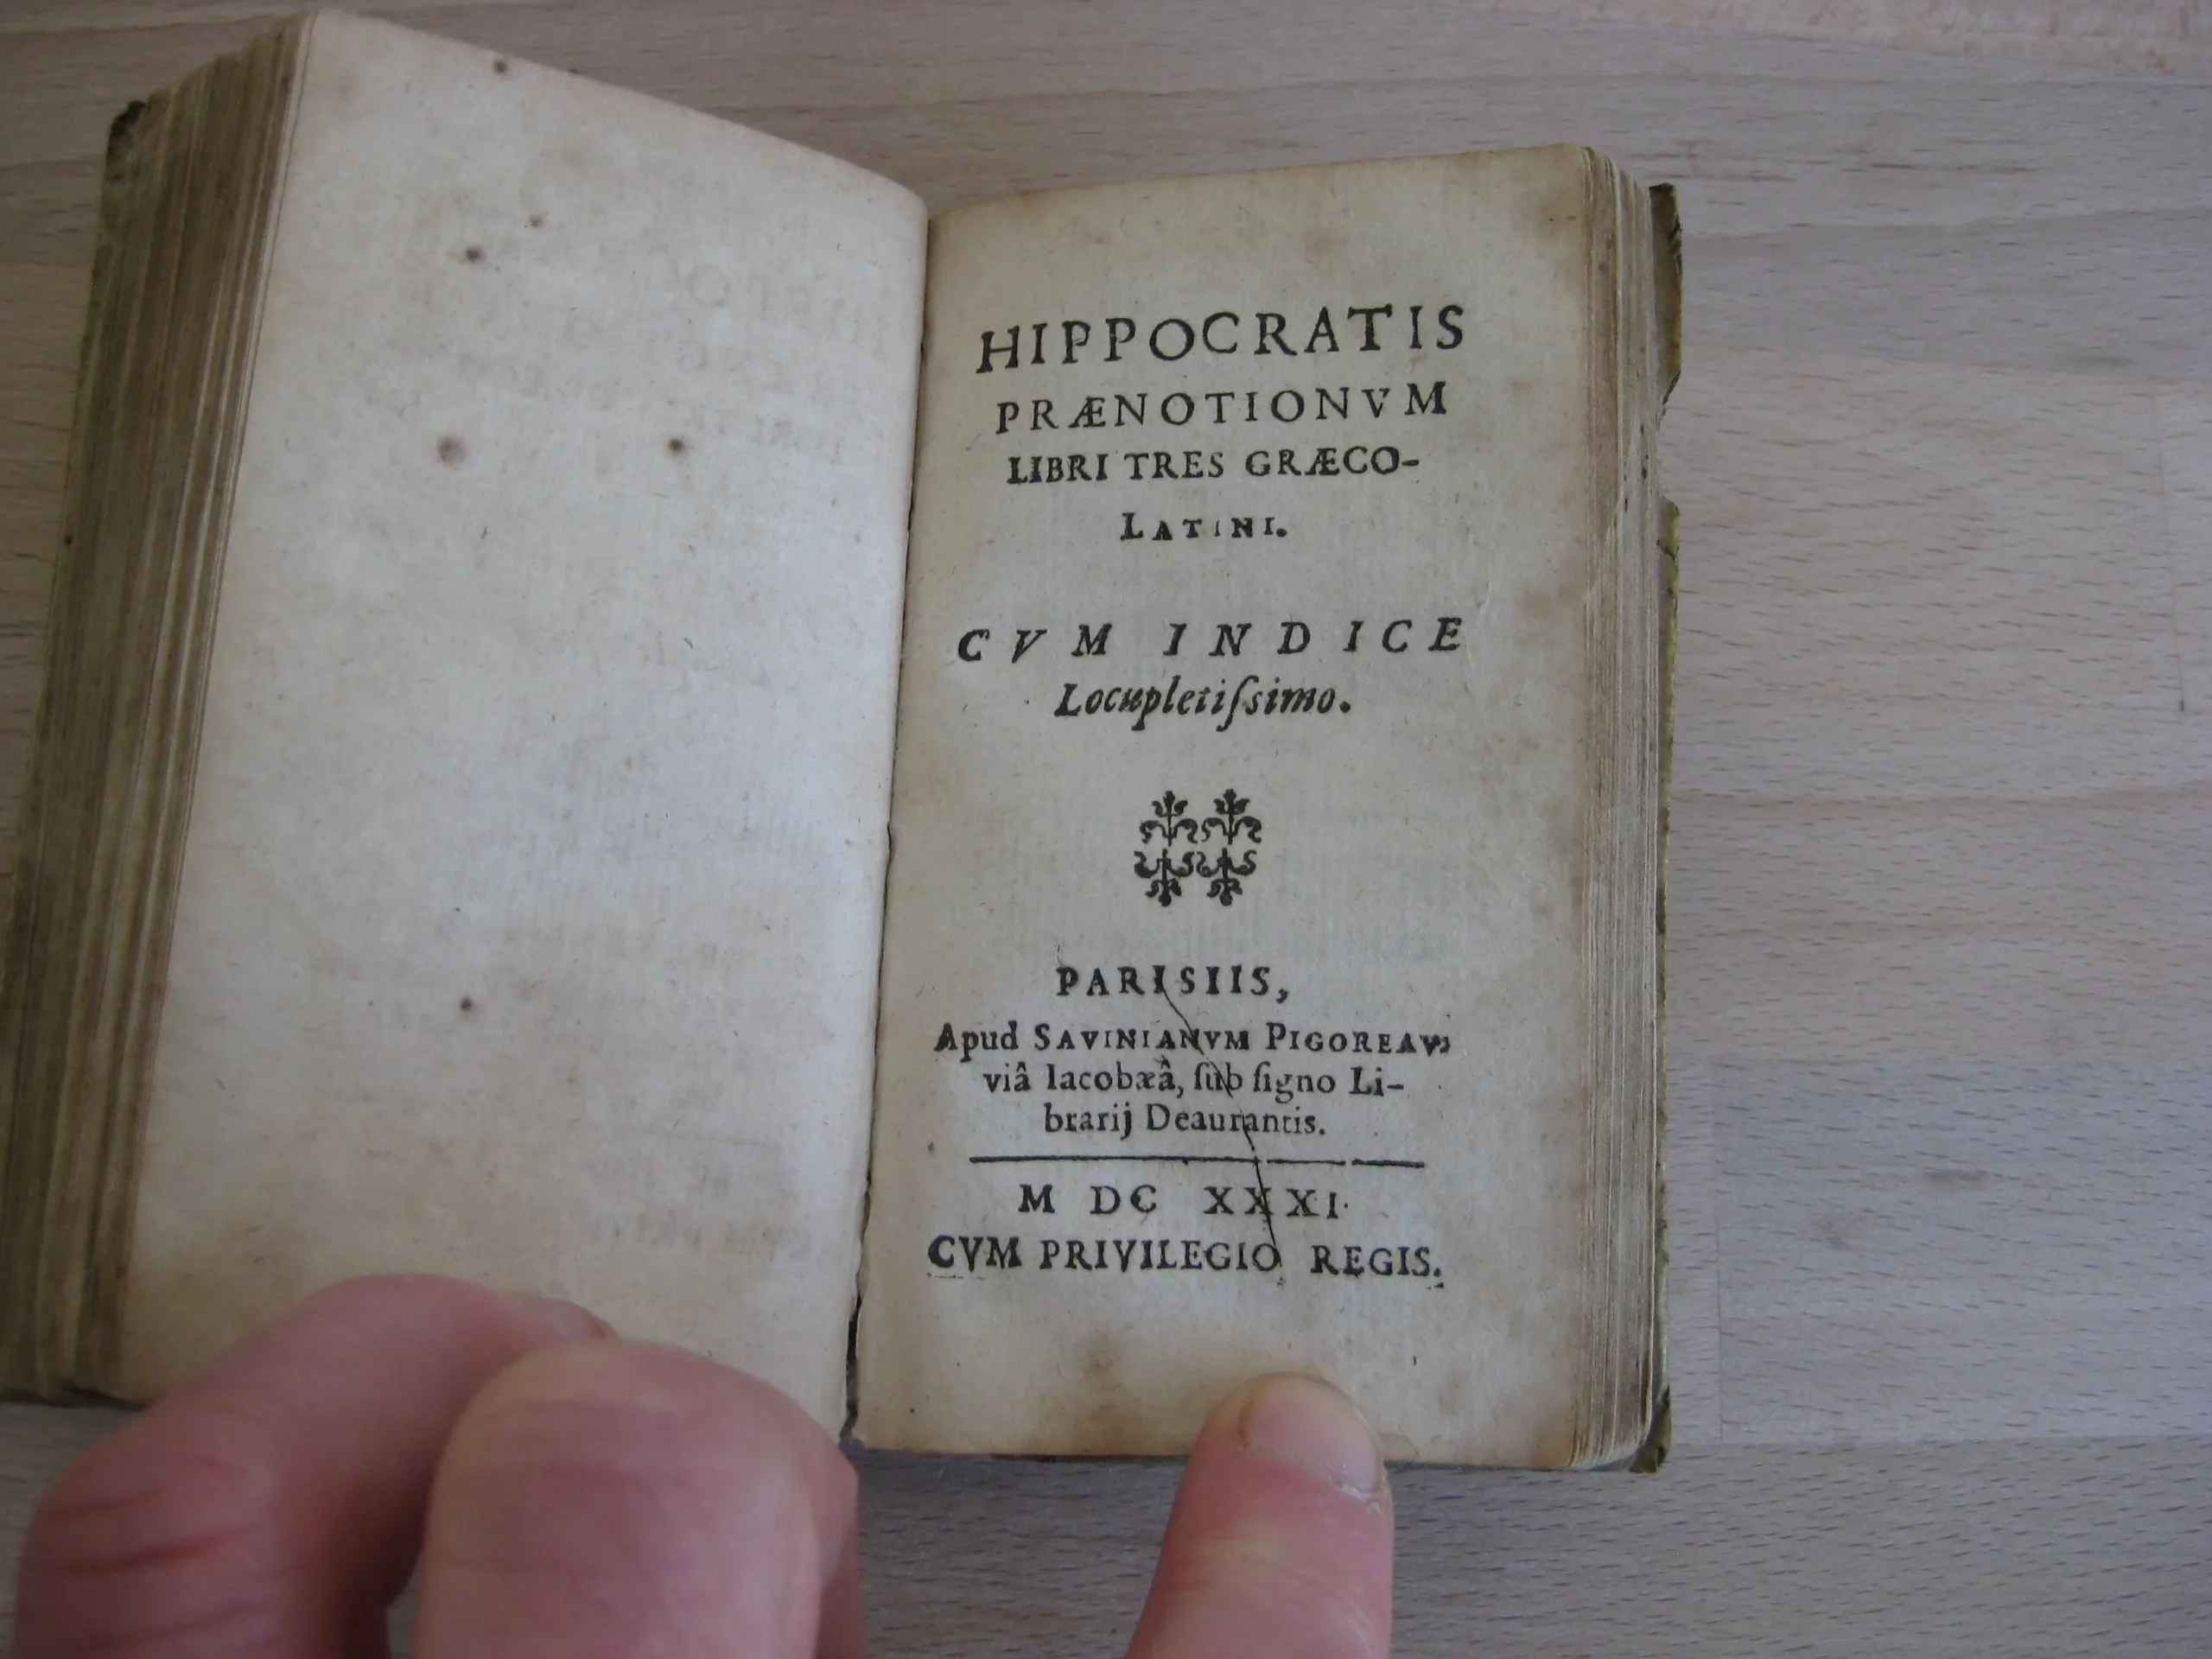 HIPPOCRATIS
PRÆNOTIONVM
LIBRI TRES GRÆCO-
LATINI.
CVM INDICE
Locupletiſsimo.
PARISIIS,
Apud SAVINIANVM PIGOREAV,
viâ Iacobæâ, ſub ſigno Li-
brarij Deaurantis.
M DC XXXI.
CVM PRIVILEGIO REGIS.